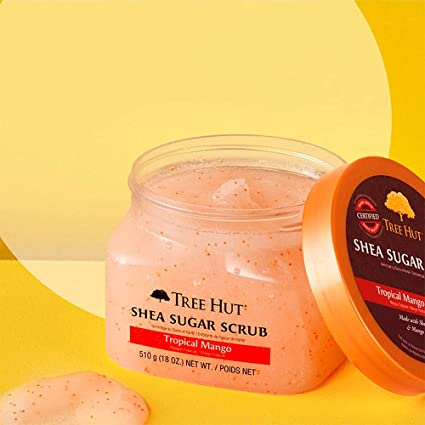 TREE HUT
SHEA SUGAR SCRUB
Tropical Mango
510 g (18 OZ.) NET WT. / POIDS NET
CERTIFIED
TREE HUT
SHEA SUGAR
Tropical Mango
Made with Shea
& Mango